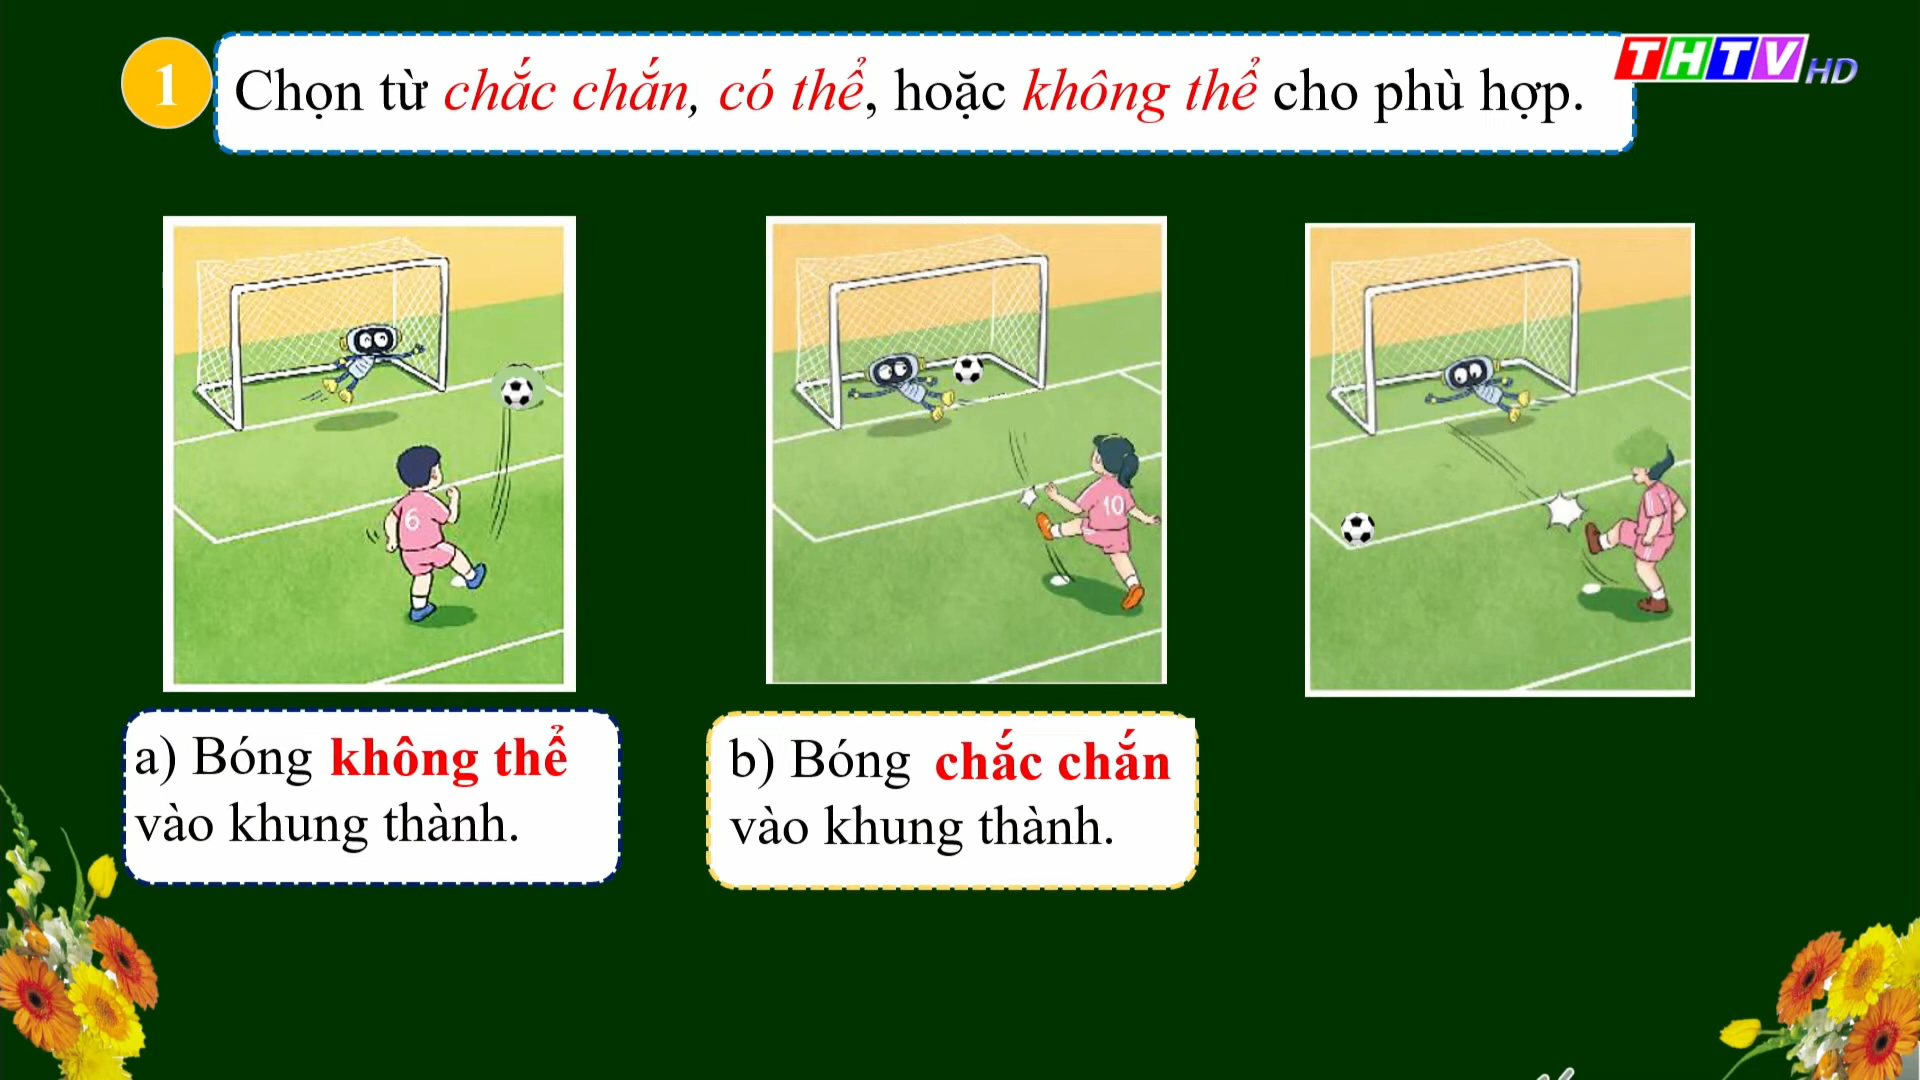 1
Chọn từ chắc chắn, có thể, hoặc không thể cho phù hợp.
THTV HD
6
10
a) Bóng không thể
vào khung thành.
b) Bóng chắc chắn
vào khung thành.